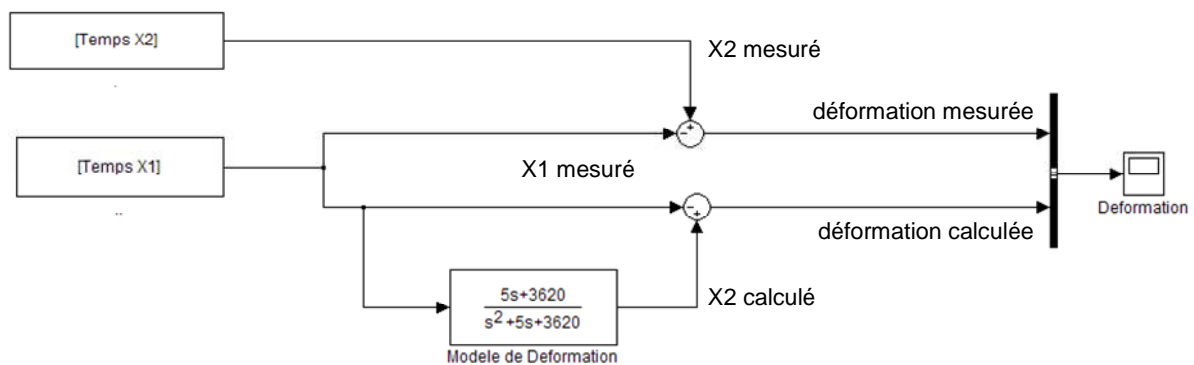 [Temps X2]
.
X2 mesuré
+
-
déformation mesurée
[Temps X1]
..
X1 mesuré
-
+
déformation calculée
Deformation
5s+3620
s²+5s+3620
X2 calculé
Modele de Deformation